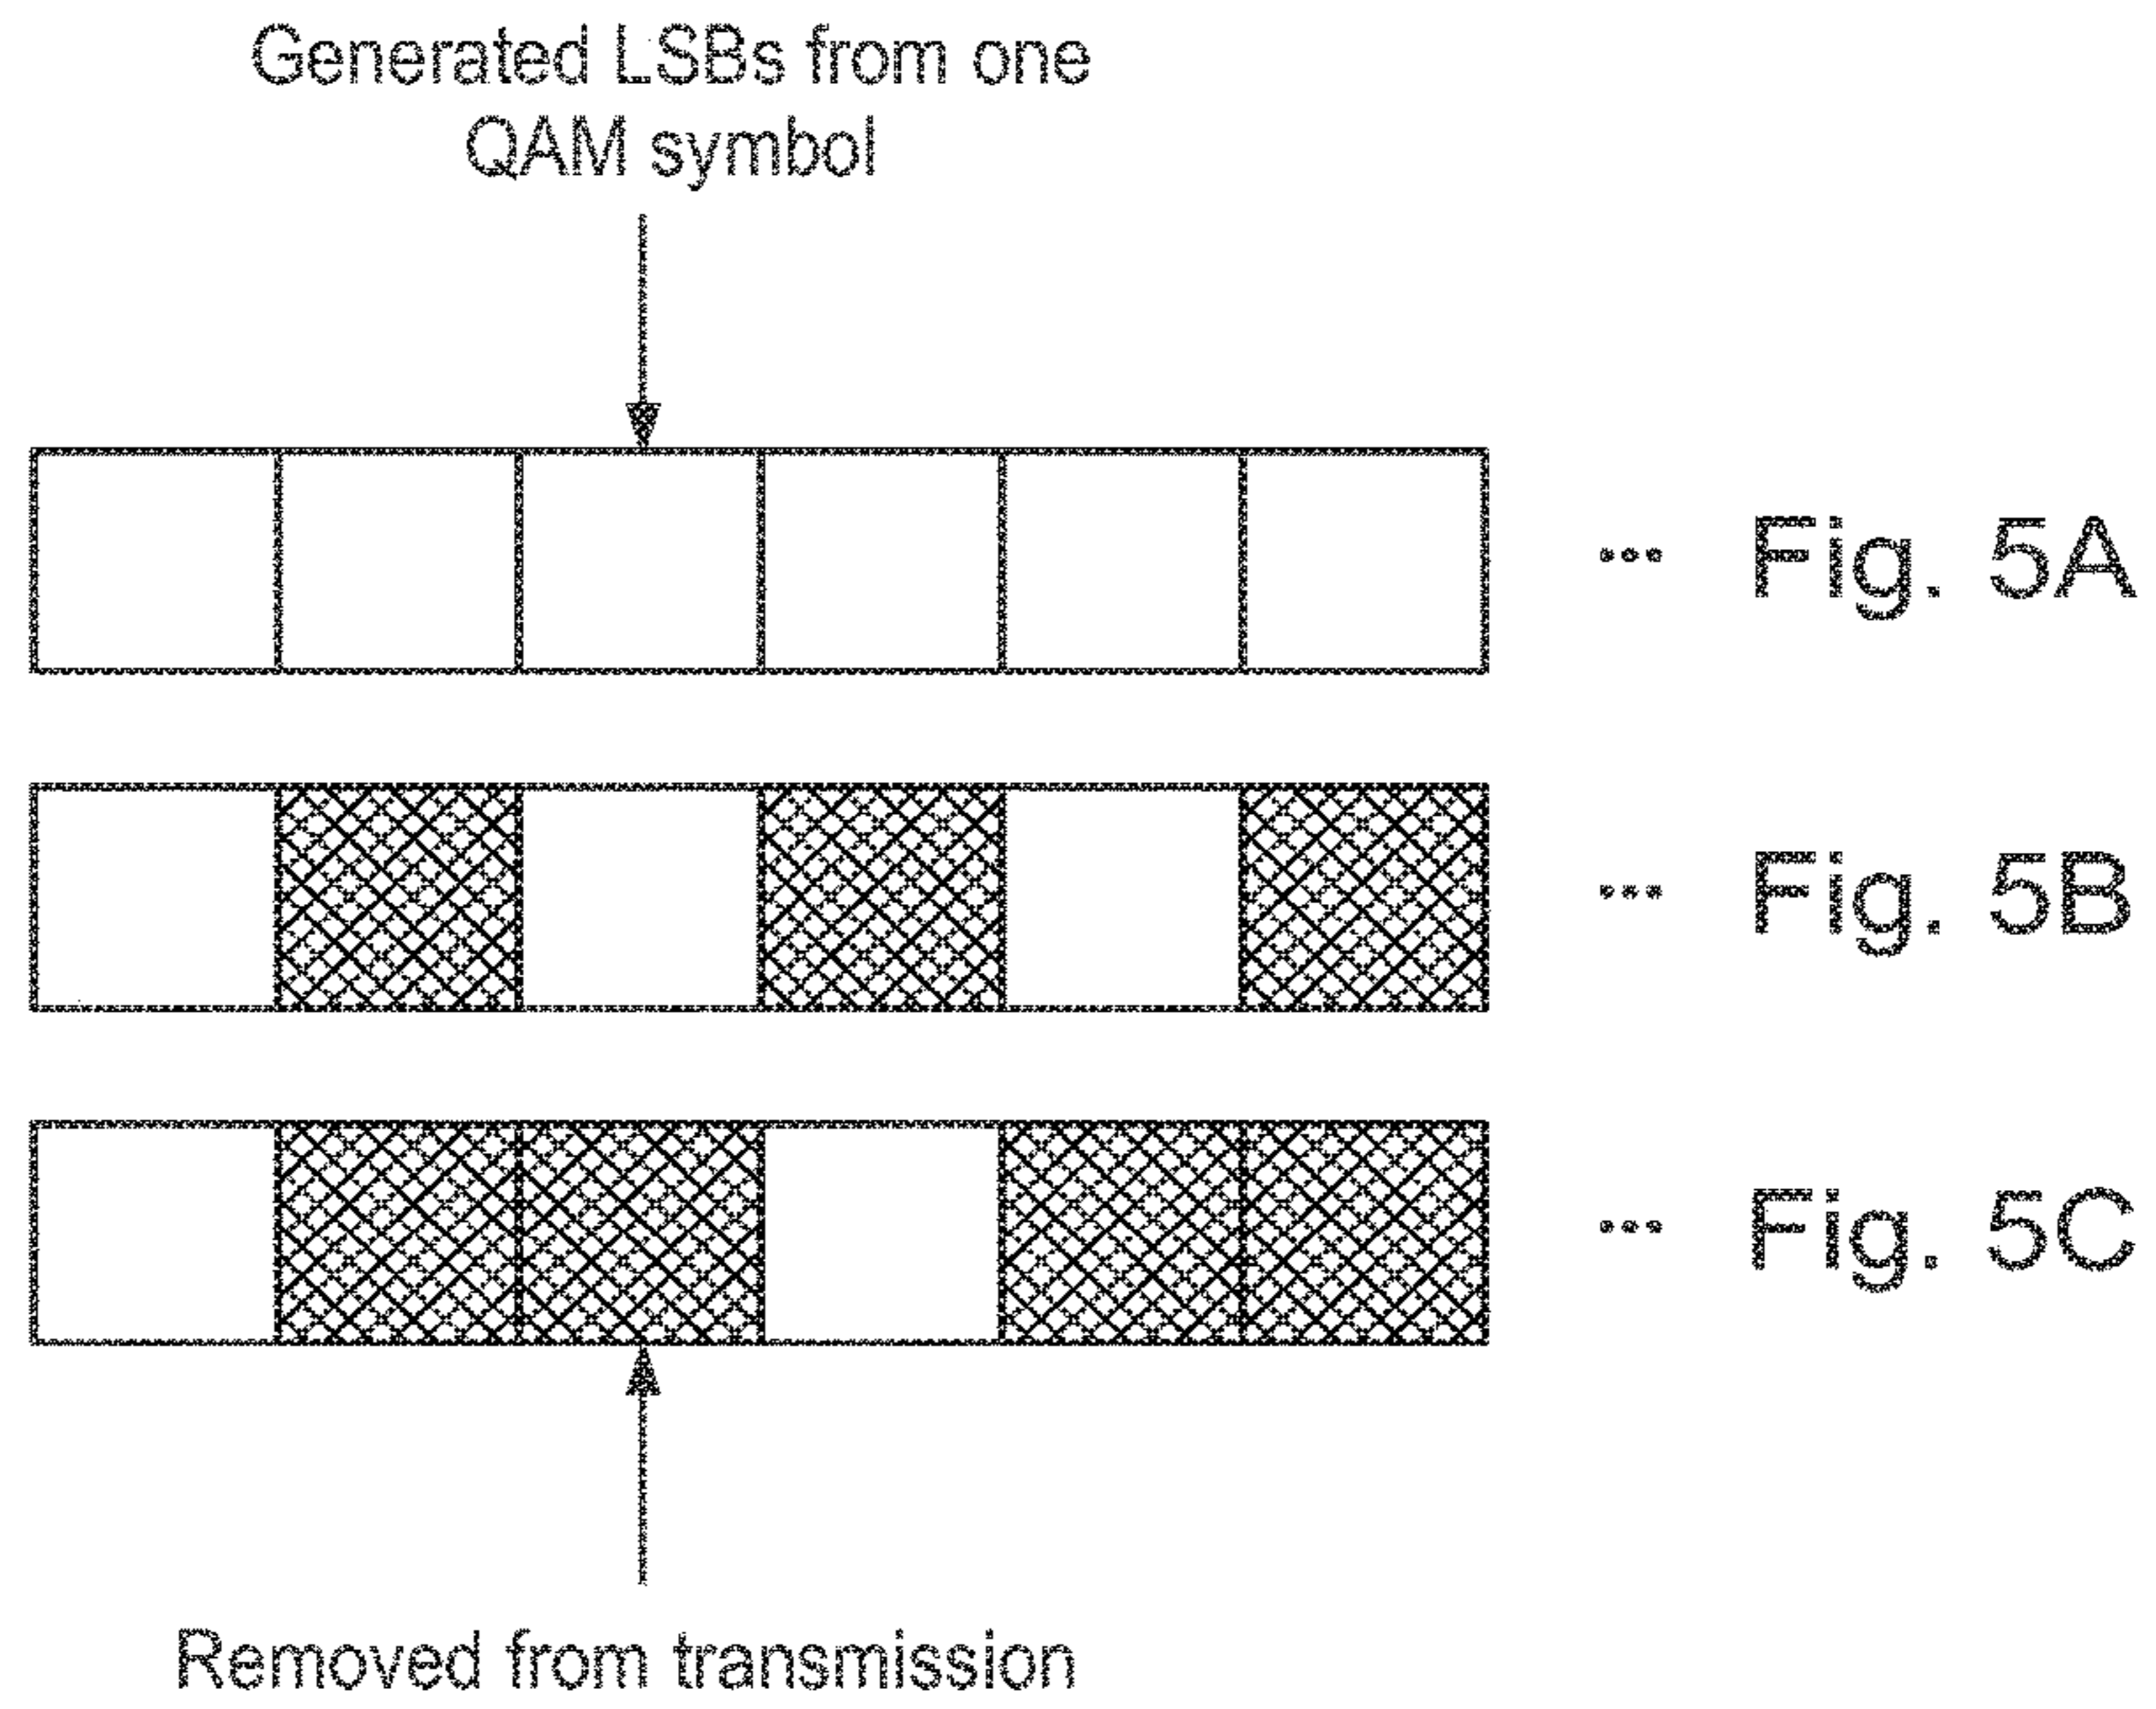 Generated LSBs from one
QAM symbol
... Fig. 5A
... Fig. 5B
... Fig. 5C
Removed from transmission